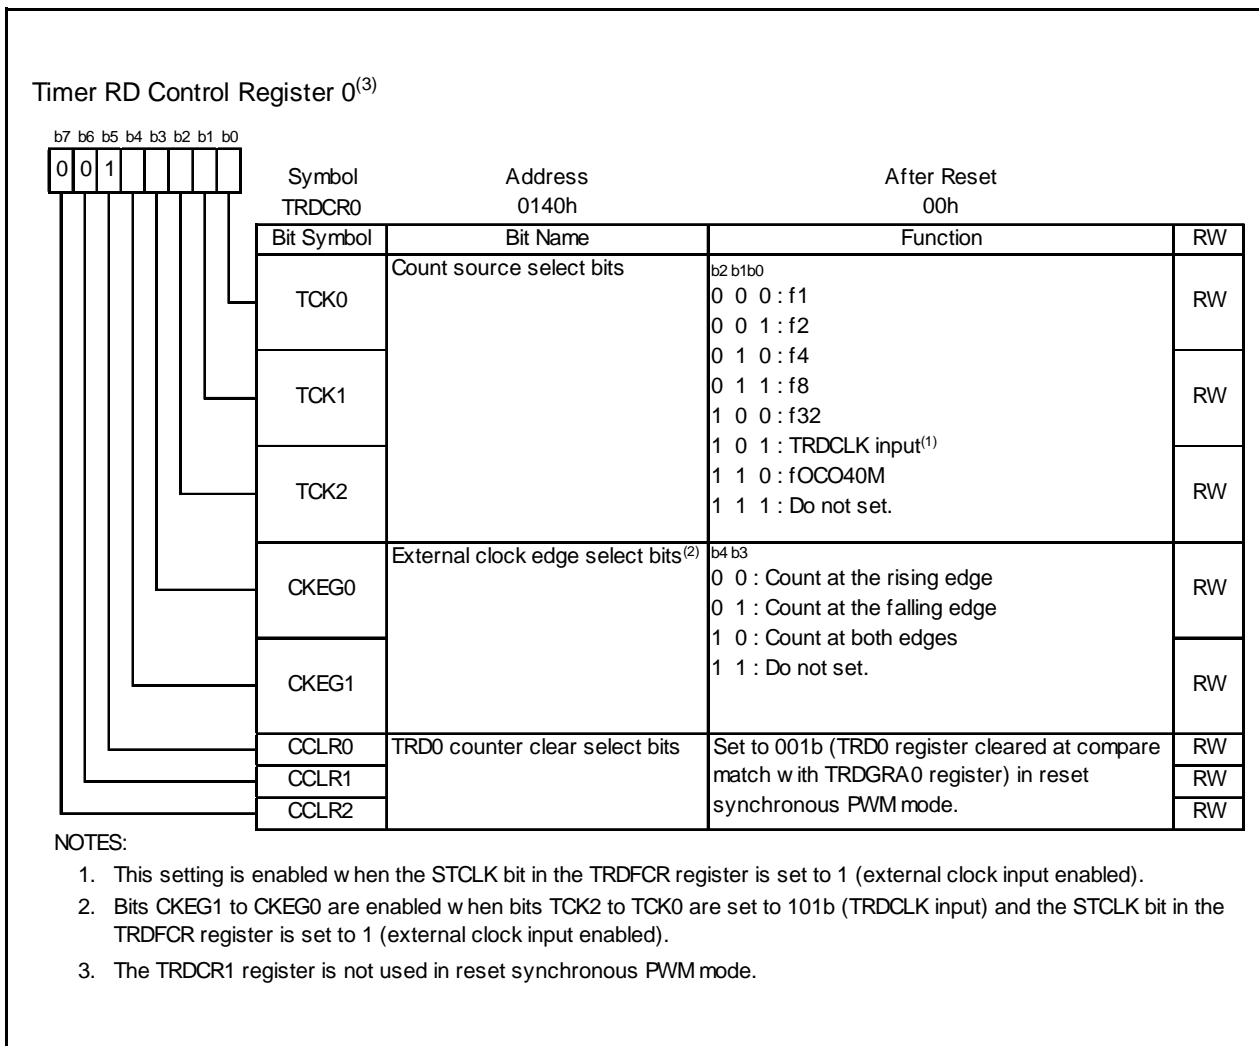 Timer RD Control Register 0(3)
b7 b6 b5 b4 b3 b2 b1 b0
0 0 1
Symbol Address After Reset
TRDCR0 0140h 00h
Bit Symbol Bit Name Function RW
TCK0 Count source select bits b2 b1 b0 RW
0 0 0 : f1
0 0 1 : f2
0 1 0 : f4
TCK1 0 1 1 : f8 RW
1 0 0 : f32
1 0 1 : TRDCLK input(1)
TCK2 1 1 0 : fOCO40M RW
1 1 1 : Do not set.
CKEG0 External clock edge select bits(2) b4 b3 RW
0 0 : Count at the rising edge
0 1 : Count at the falling edge
1 0 : Count at both edges
CKEG1 1 1 : Do not set. RW
CCLR0 TRD0 counter clear select bits Set to 001b (TRD0 register cleared at compare RW
CCLR1 match with TRDGRA0 register) in reset RW
CCLR2 synchronous PWM mode. RW
NOTES:
1. This setting is enabled when the STCLK bit in the TRDFCR register is set to 1 (external clock input enabled).
2. Bits CKEG1 to CKEG0 are enabled when bits TCK2 to TCK0 are set to 101b (TRDCLK input) and the STCLK bit in the
TRDFCR register is set to 1 (external clock input enabled).
3. The TRDCR1 register is not used in reset synchronous PWM mode.